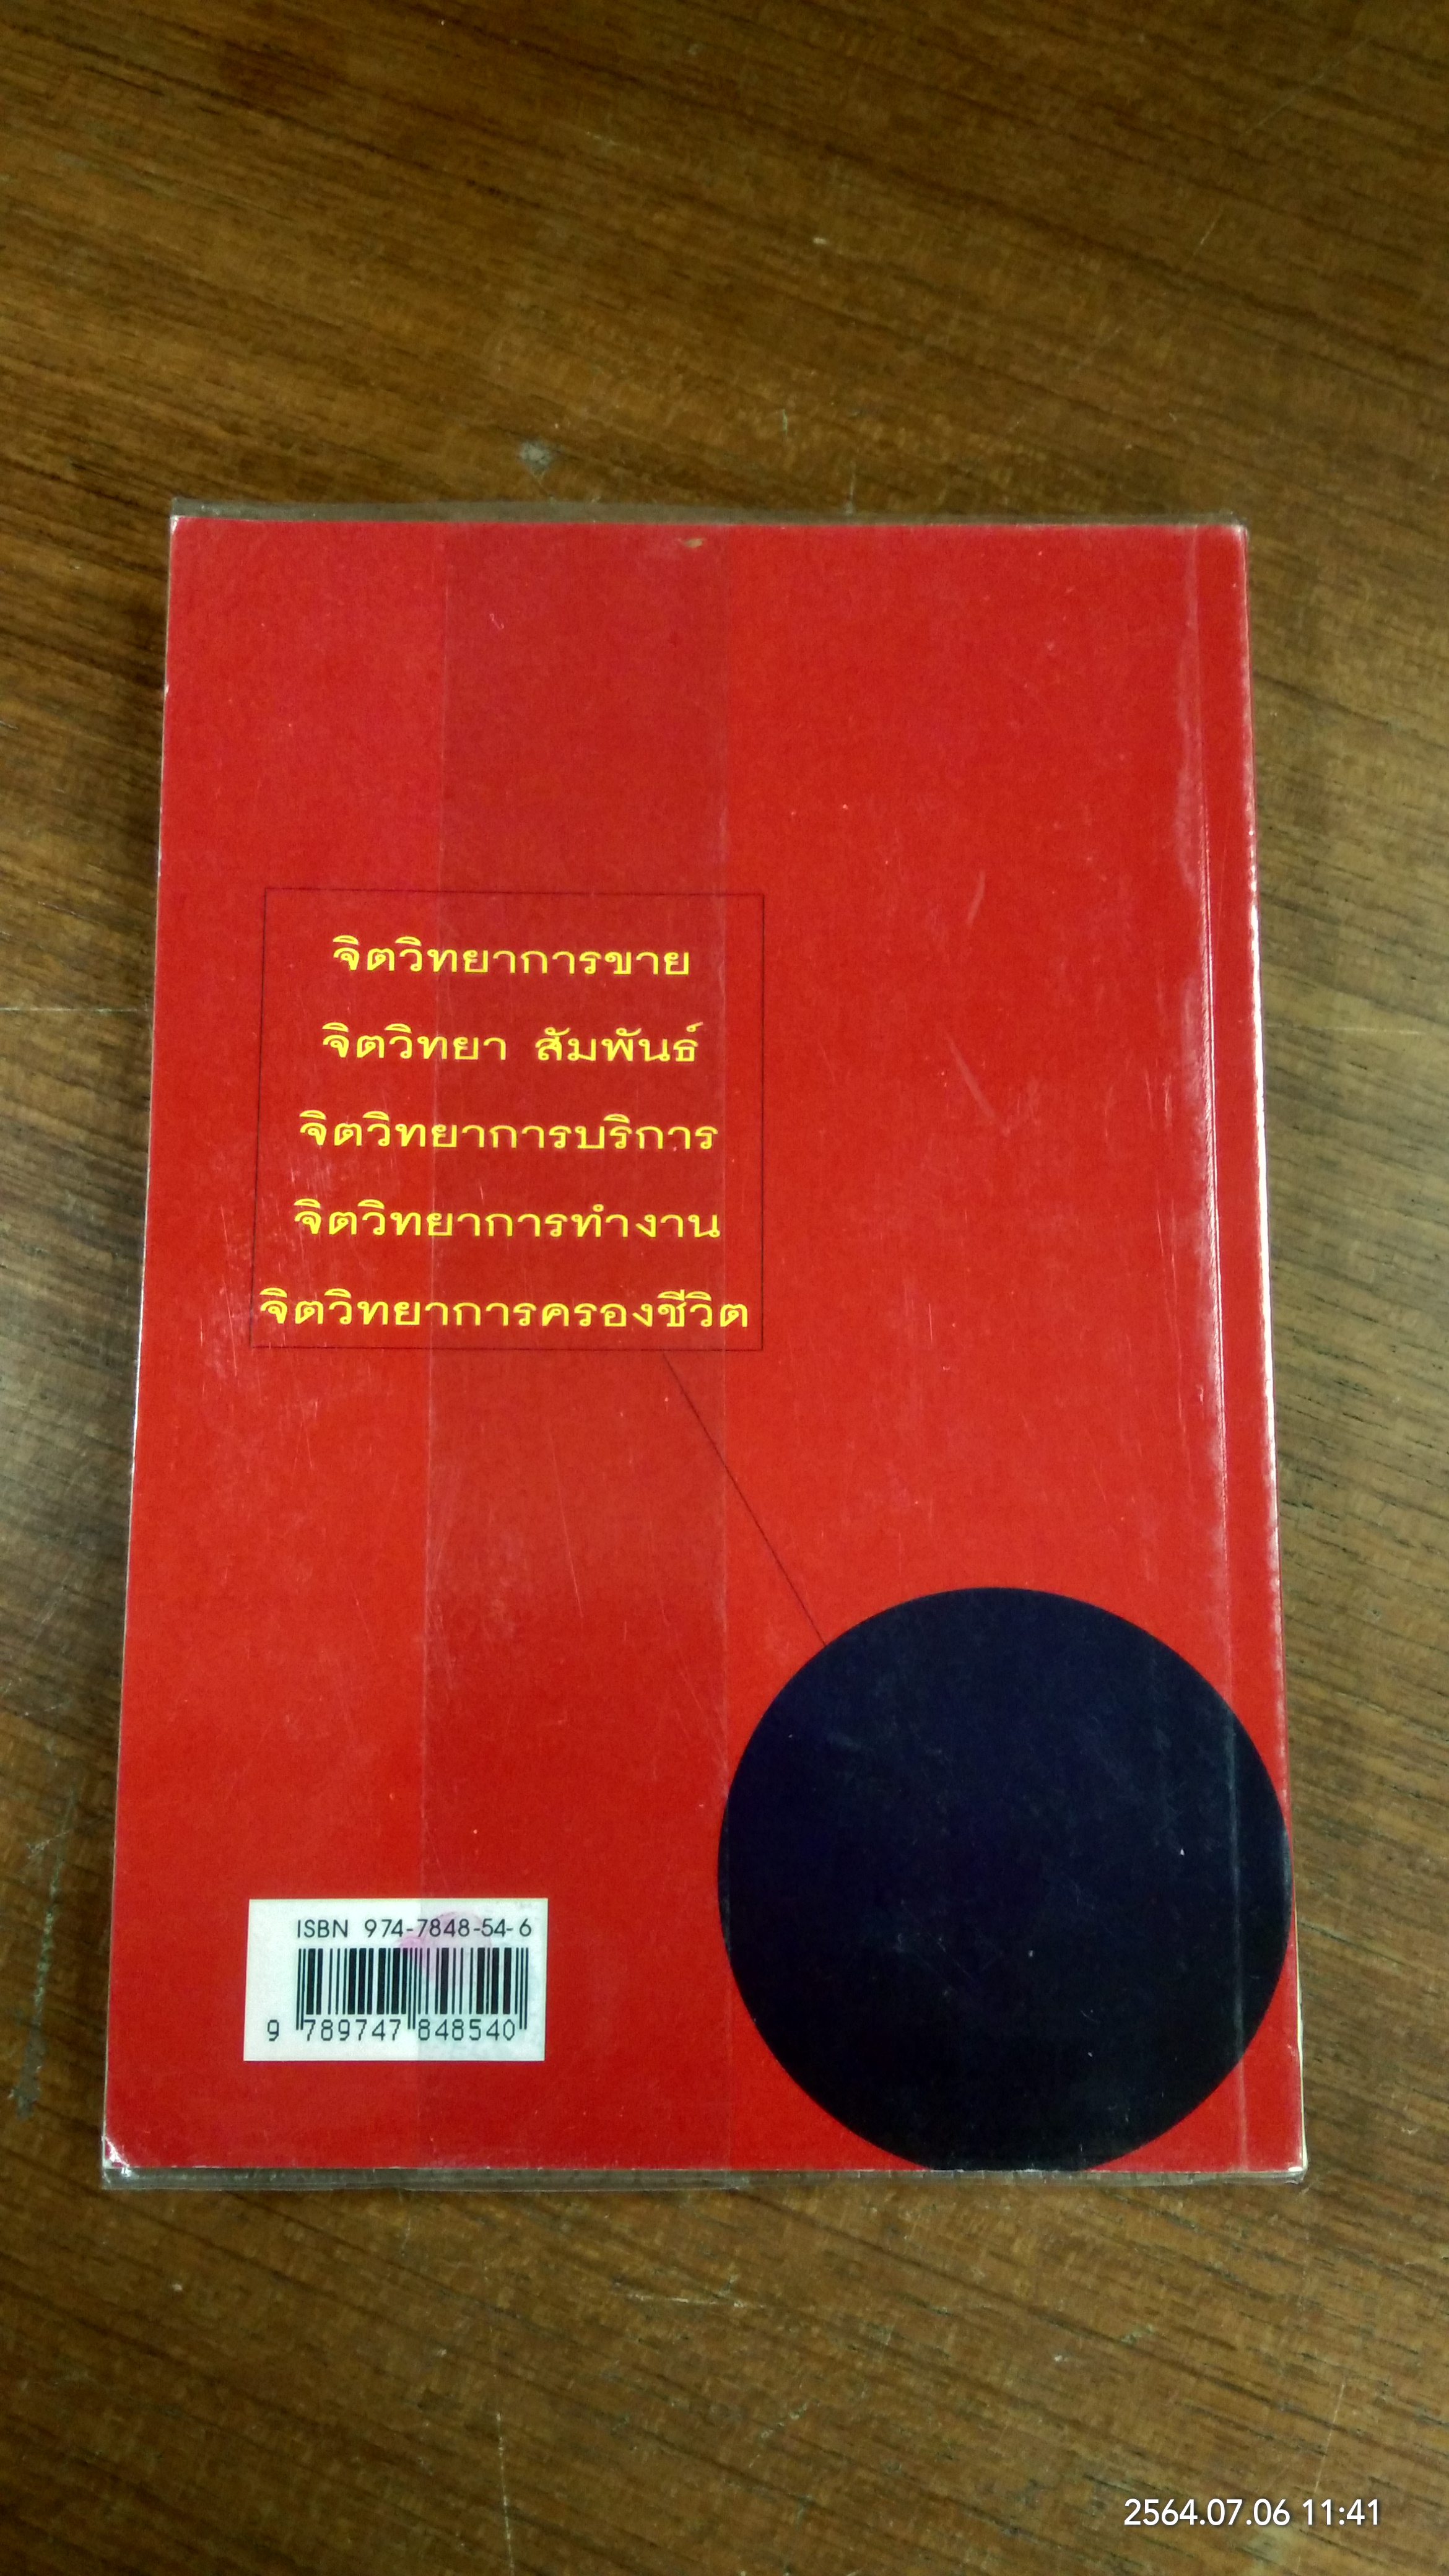 จิตวิทยาการขาย
จิตวิทยา สัมพันธ์
จิตวิทยาการบริการ
จิตวิทยาการทำงาน
จิตวิทยาการครองชีวิต
ISBN 974-7848-54-6
9 789747 848540
2564.07.06 11:41